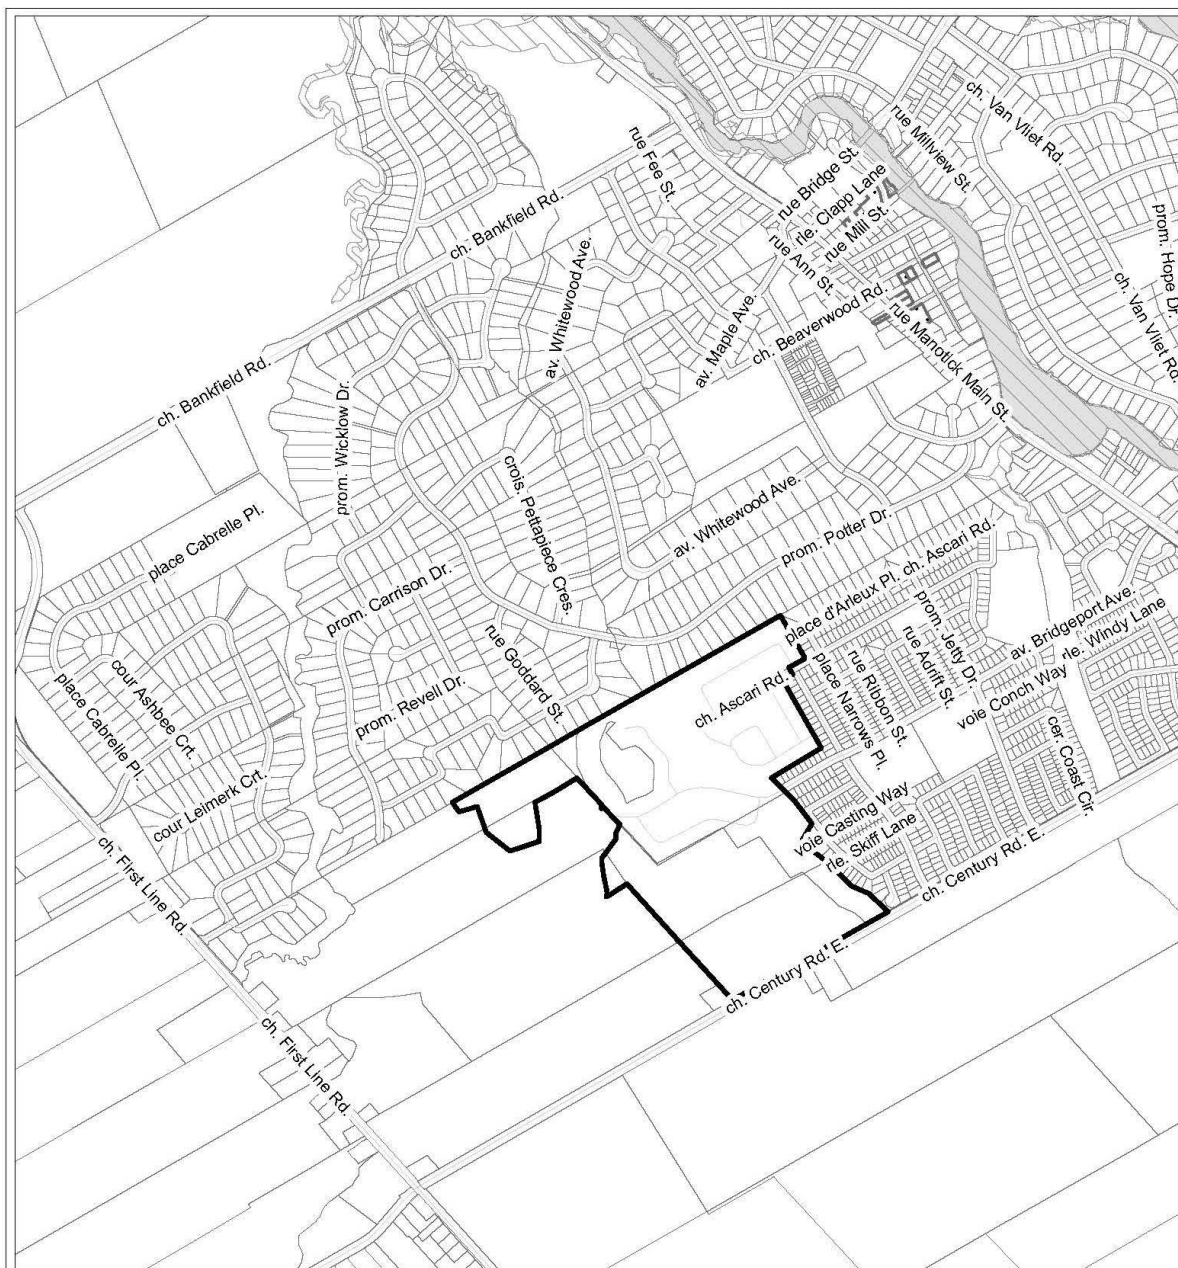 ch. Van Vliet Rd.
rue Millview St.
rue Fee St.
rue Bridge St.
rle. Clapp Lane
rue Mill St.
rue Ann St.
prom. Hope Dr.
ch. Bankfield Rd.
av. Whitewood Ave.
ch. Van Vliet Rd.
av. Maple Ave.
ch. Beaverwood Rd.
rue Manotick Main St.
ch. Bankfield Rd.
prom. Wicklow Dr.
crois. Pettapiece Cres.
av. Whitewood Ave.
prom. Potter Dr.
place Cabrelle Pl.
ch. Ascari Rd.
place d'Arleux Pl.
prom. Carrison Dr.
prom. Jetty Dr.
av. Bridgeport Ave.
rle. Windy Lane
rue Goddard St.
rue Adrift St.
rue Ribbon St.
place Narrows Pl.
voie Conch Way
cour Ashbee Crt.
place Cabrelle Pl.
prom. Revell Dr.
ch. Ascari Rd.
cer. Coast Cir.
cour Leimerk Crt.
voie Casting Way
rle. Skiff Lane
ch. Century Rd. E.
ch. First Line Rd.
ch. Century Rd. E.
ch. First Line Rd.